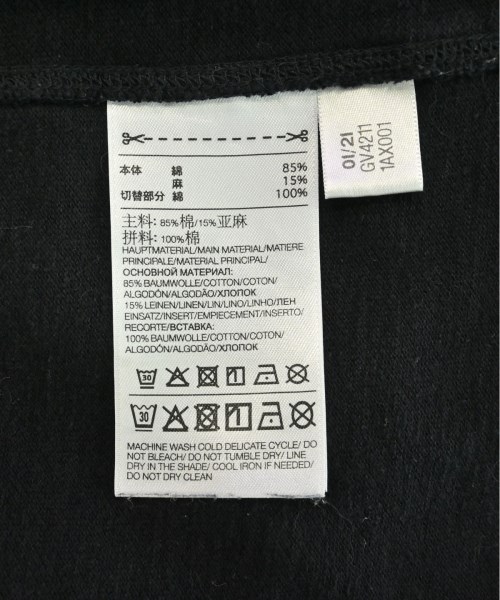 本体 綿 85%
麻 15%
切替部分 綿 100%
主料: 85%棉/15%亚麻
拼料: 100%棉
HAUPTMATERIAL/MAIN MATERIAL/MATIERE
PRINCIPALE/MATERIAL PRINCIPAL/
ОСНОВНОЙ МАТЕРИАЛ:
85% BAUMWOLLE/COTTON/COTON/
ALGODÓN/ALGODÃO/ХЛОПОК
15% LEINEN/LINEN/LIN/LINO/LINHO/ЛЕН
EINSATZ/INSERT/EMPIECEMENT/INSERTO/
RECORTE/ВСТАВКА:
100% BAUMWOLLE/COTTON/COTON/
ALGODÓN/ALGODÃO/ХЛОПОК
30
30
MACHINE WASH COLD DELICATE CYCLE/ DO
NOT BLEACH/ DO NOT TUMBLE DRY/ LINE
DRY IN THE SHADE/ COOL IRON IF NEEDED/
DO NOT DRY CLEAN
01/21
GV4211
1AX001